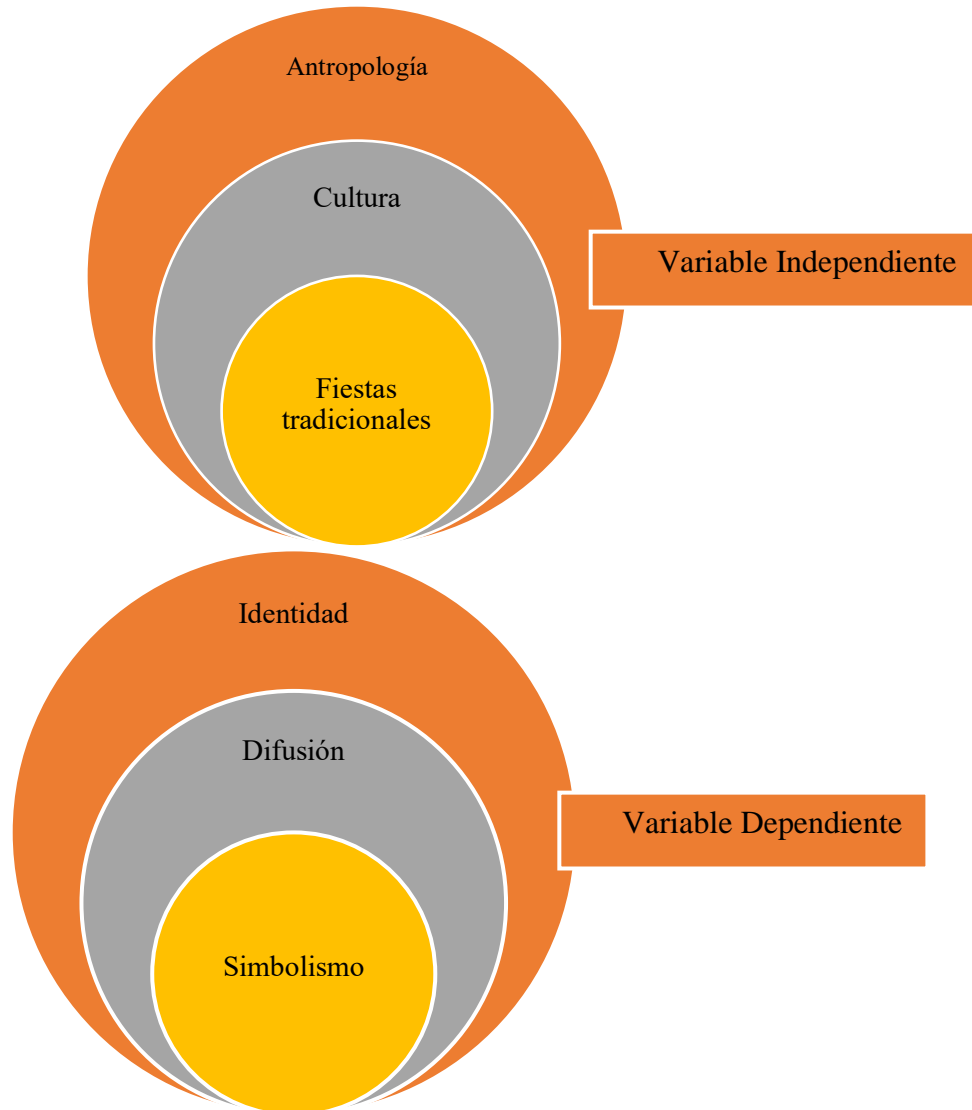 Antropología
Cultura
Variable Independiente
Fiestas
tradicionales
Identidad
Difusión
Variable Dependiente
Simbolismo